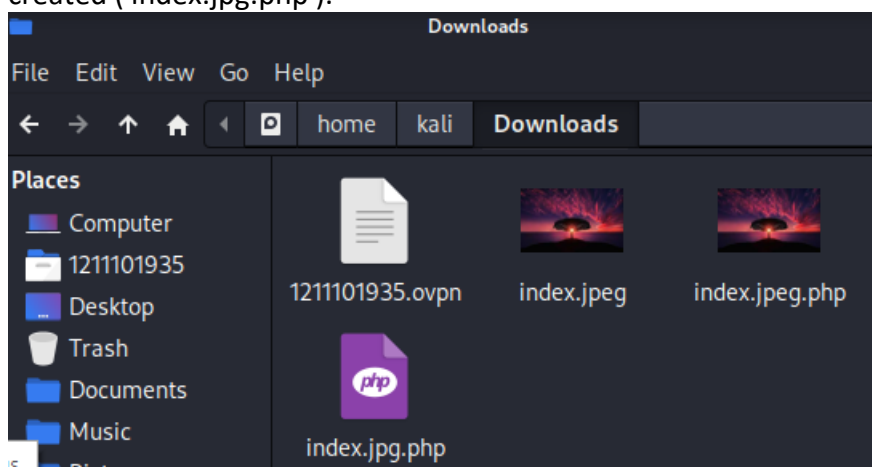 created ( index.jpg.php ).
Downloads
File Edit View Go Help
home kali Downloads
Places
Computer
1211101935
Desktop
Trash
Documents
Music
1211101935.ovpn index.jpeg index.jpeg.php
php
index.jpg.php